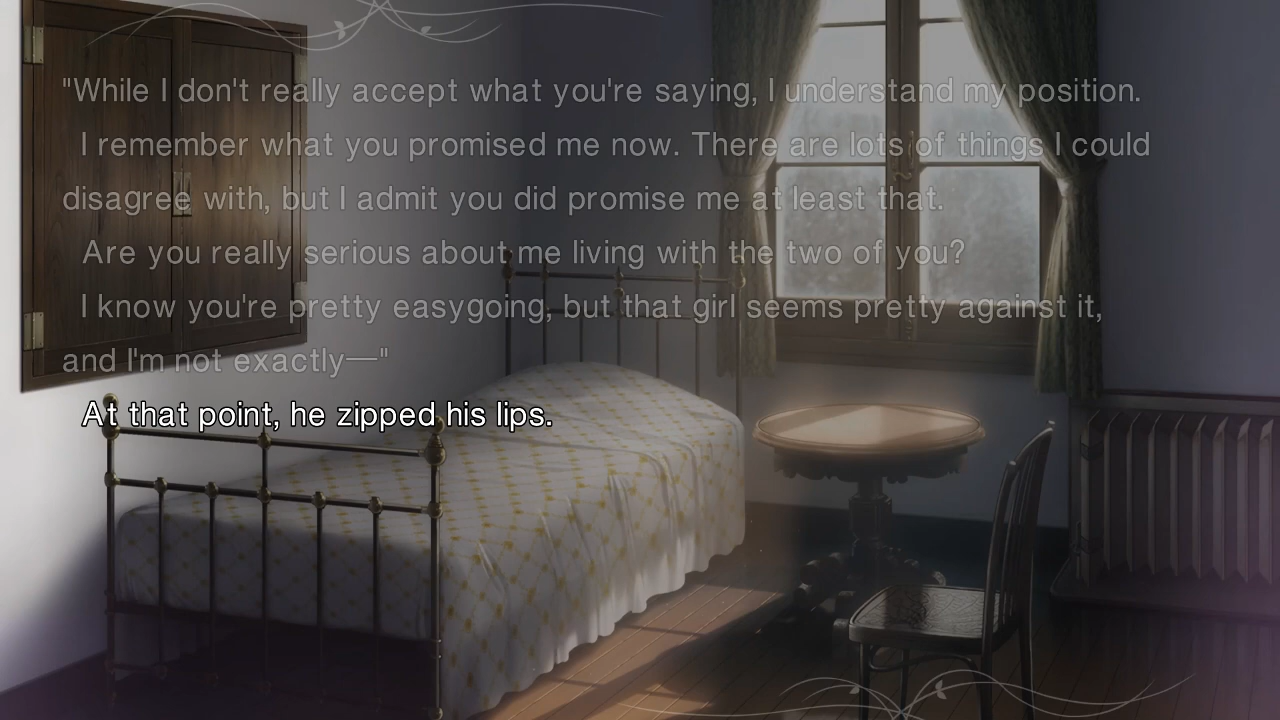 "While I don't really accept what you're saying, I understand my position.
I remember what you promised me now. There are lots of things I could
disagree with, but I admit you did promise me at least that.
Are you really serious about me living with the two of you?
I know you're pretty easygoing, but that girl seems pretty against it,
and I'm not exactly—"
At that point, he zipped his lips.